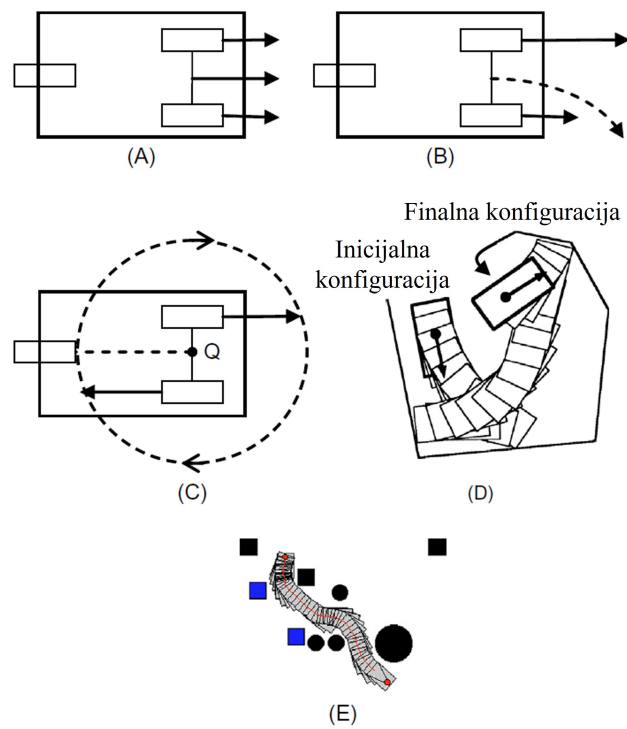 (A)
(B)
Finalna konfiguracija
Inicijalna
konfiguracija
Q
(C)
(D)
(E)